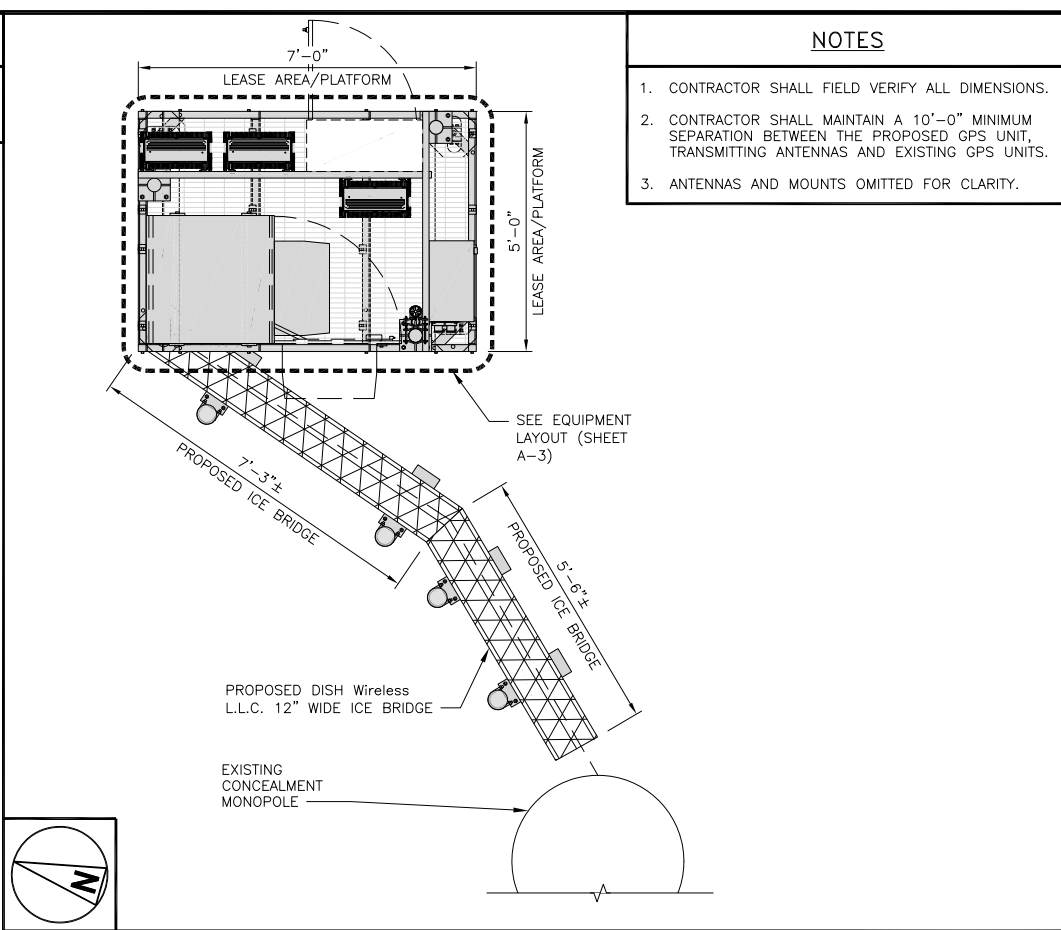 7'-0"
LEASE AREA/PLATFORM
5'-0"
LEASE AREA/PLATFORM
NOTES
1. CONTRACTOR SHALL FIELD VERIFY ALL DIMENSIONS.
2. CONTRACTOR SHALL MAINTAIN A 10'-0" MINIMUM
SEPARATION BETWEEN THE PROPOSED GPS UNIT,
TRANSMITTING ANTENNAS AND EXISTING GPS UNITS.
3. ANTENNAS AND MOUNTS OMITTED FOR CLARITY.
SEE EQUIPMENT
LAYOUT (SHEET
A-3)
7'-3"±
PROPOSED ICE BRIDGE
5'-6"±
PROPOSED ICE BRIDGE
PROPOSED DISH Wireless
L.L.C. 12" WIDE ICE BRIDGE
EXISTING
CONCEALMENT
MONOPOLE
N